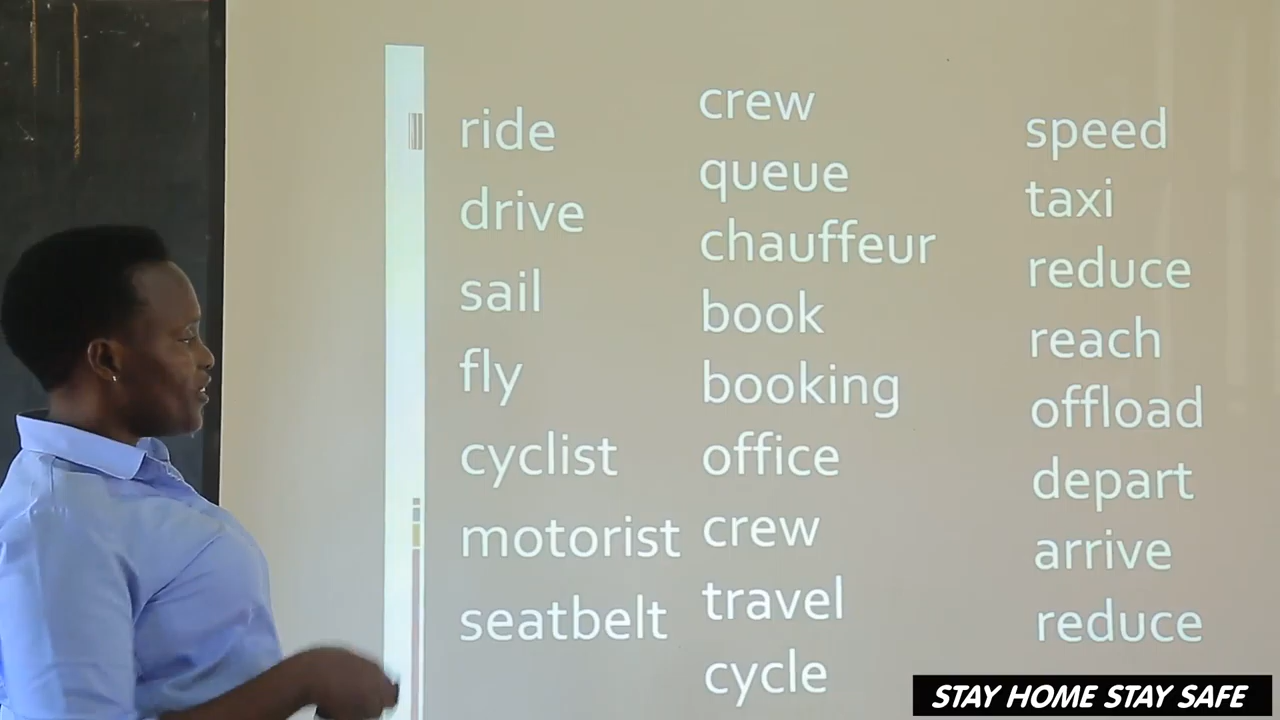 ride
drive
sail
fly
cyclist
motorist
seatbelt
crew
queue
chauffeur
book
booking
office
crew
travel
cycle
speed
taxi
reduce
reach
offload
depart
arrive
reduce
STAY HOME STAY SAFE